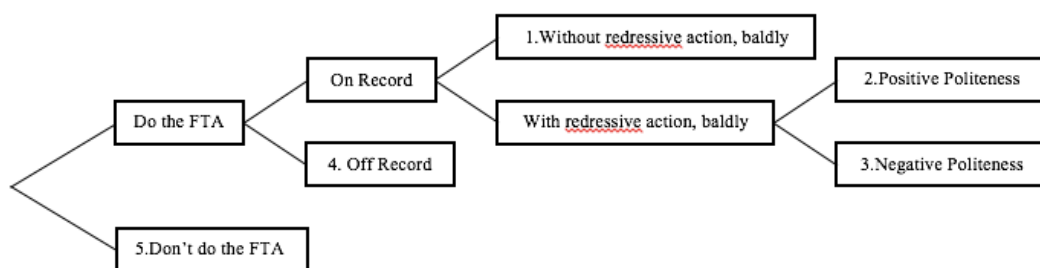 1.Without redressive action, baldly
On Record
2.Positive Politeness
Do the FTA
With redressive action, baldly
4. Off Record
3.Negative Politeness
5.Don't do the FTA